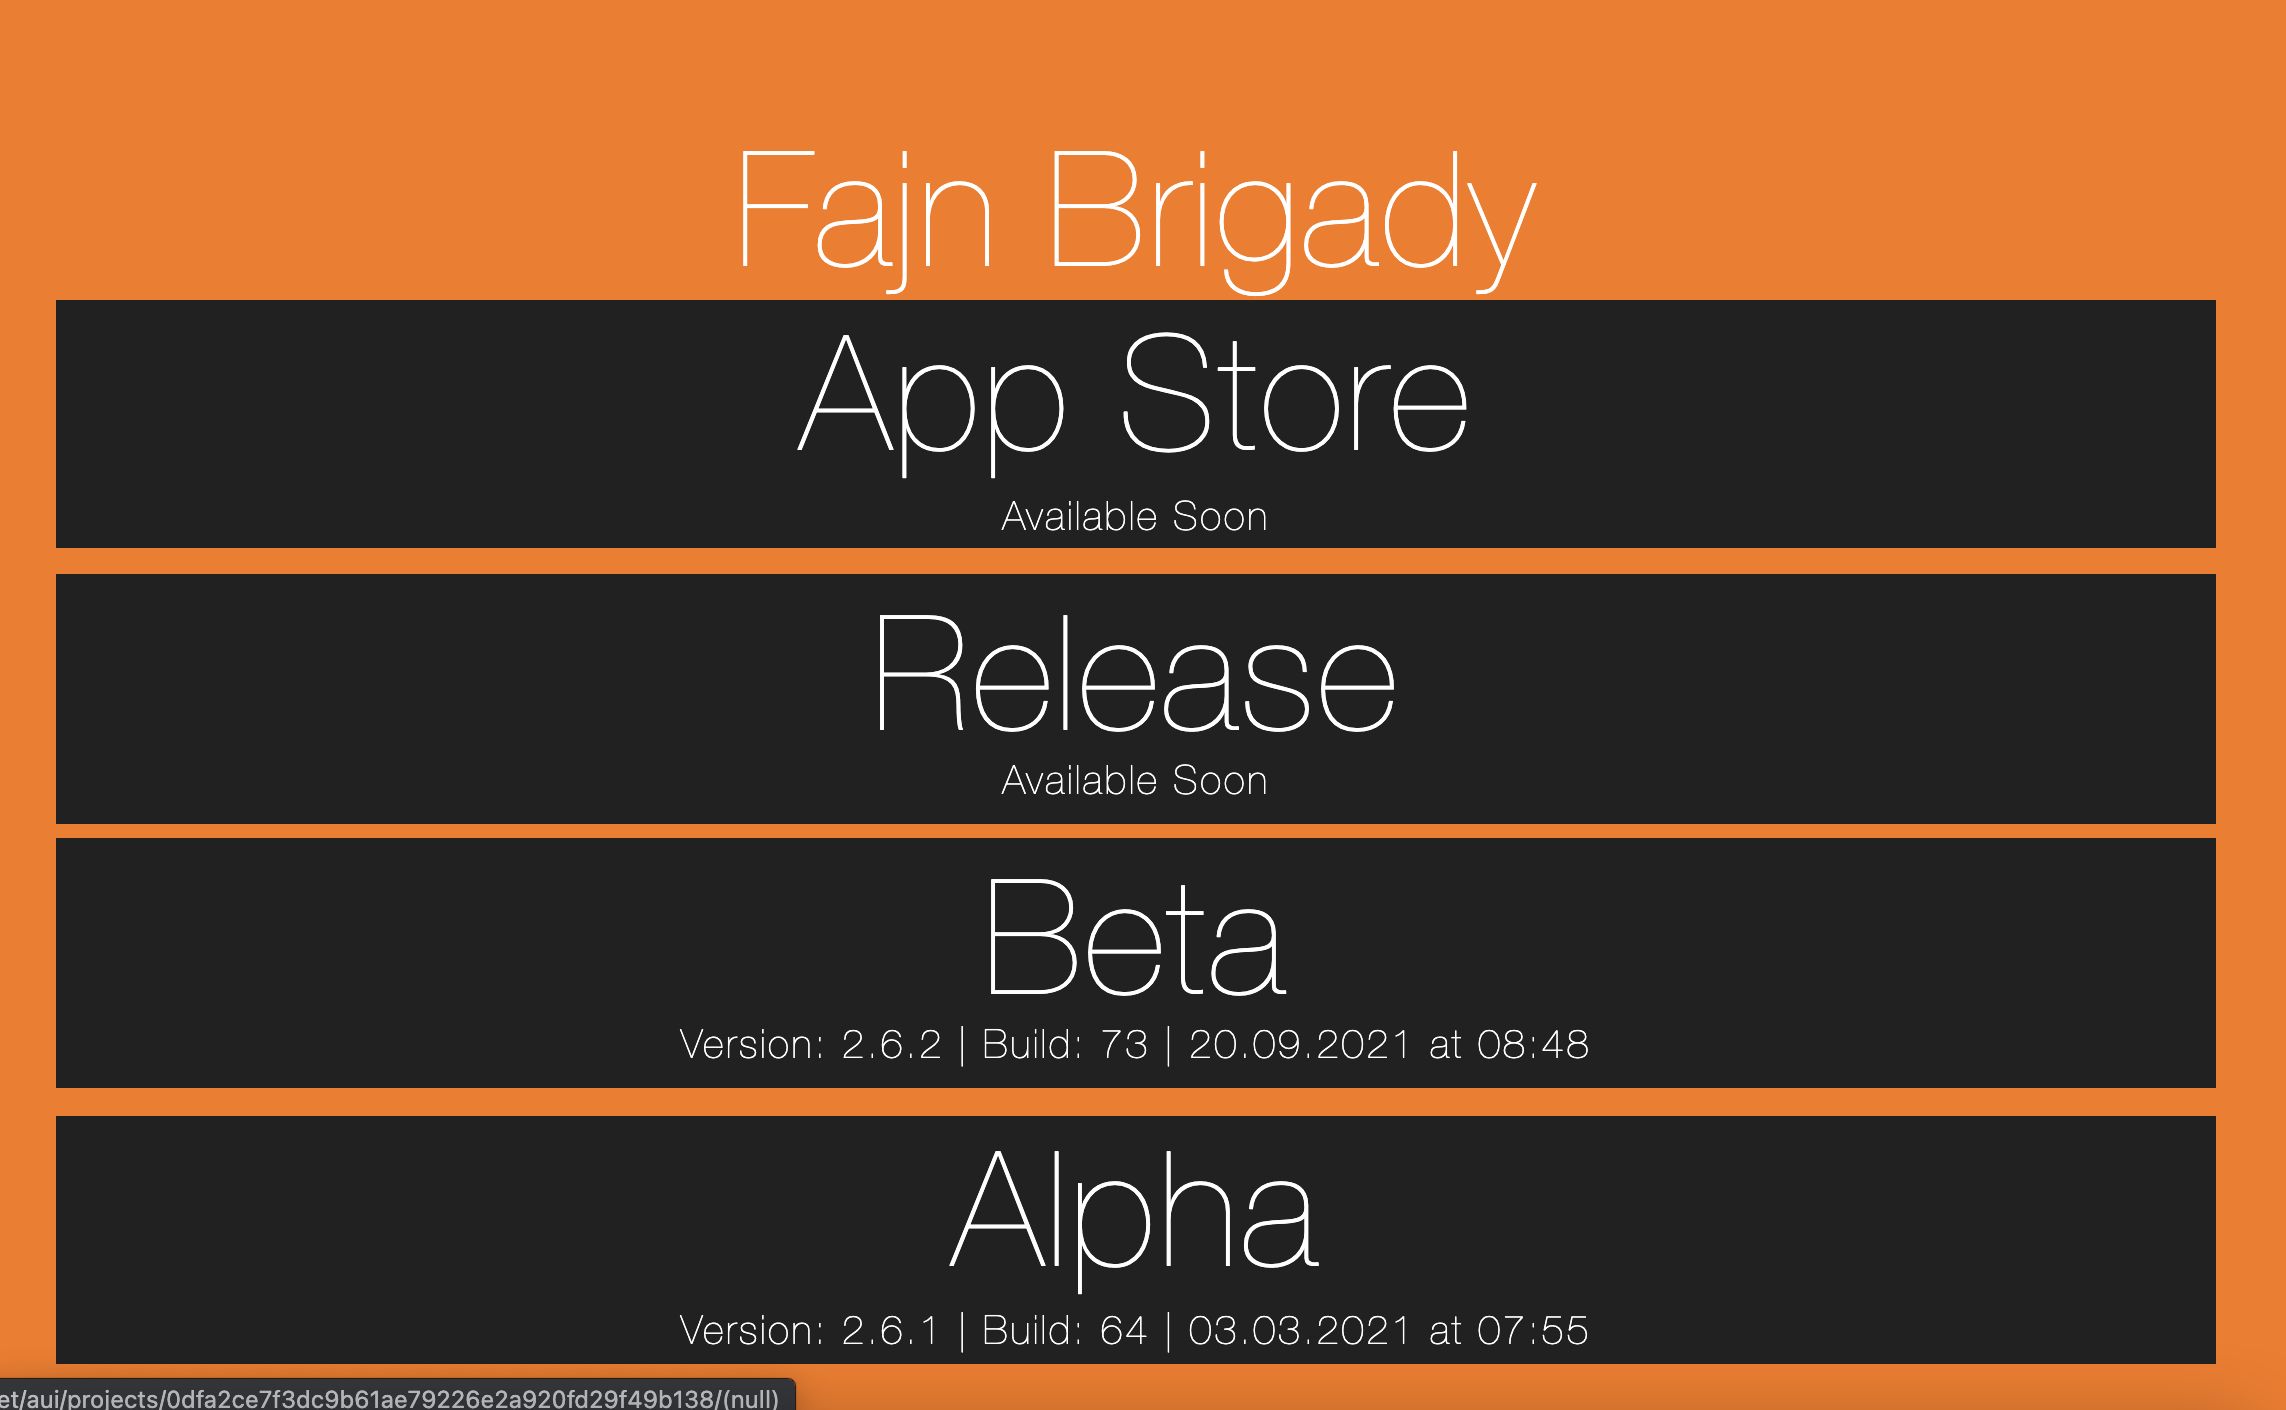 Fajn Brigady
App Store
Available Soon
Release
Available Soon
Beta
Version: 2.6.2 | Build: 73 | 20.09.2021 at 08:48
Alpha
Version: 2.6.1 | Build: 64 | 03.03.2021 at 07:55
et/aui/projects/0dfa2ce7f3dc9b61ae79226e2a920fd29f49b138/(null)